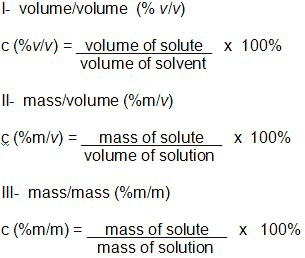 I- volume/volume (% v/v)
c (%v/v) = volume of solute x 100%
volume of solvent
II- mass/volume (%m/v)
c (%m/v) = mass of solute x 100%
volume of solution
III- mass/mass (%m/m)
c (%m/m) = mass of solute x 100%
mass of solution